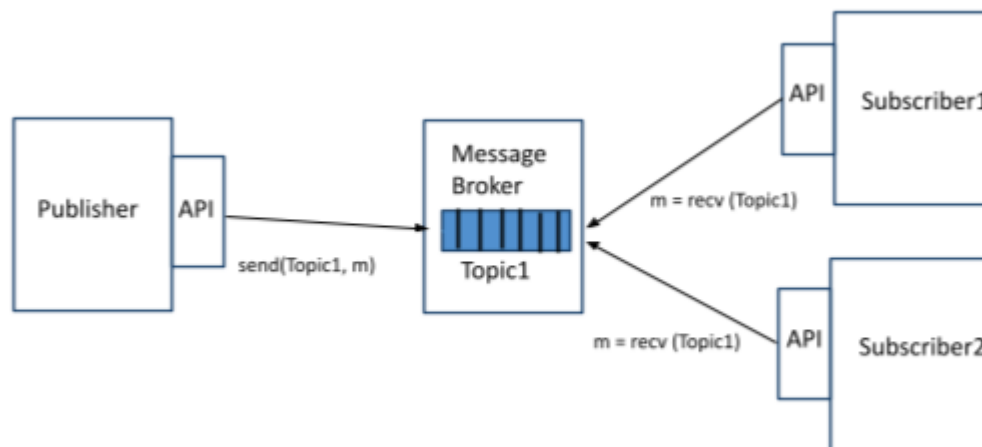 Publisher
API
send(Topic1, m)
Message
Broker
Topic1
m = recv (Topic1)
API
Subscriber1
m = recv (Topic1)
API
Subscriber2